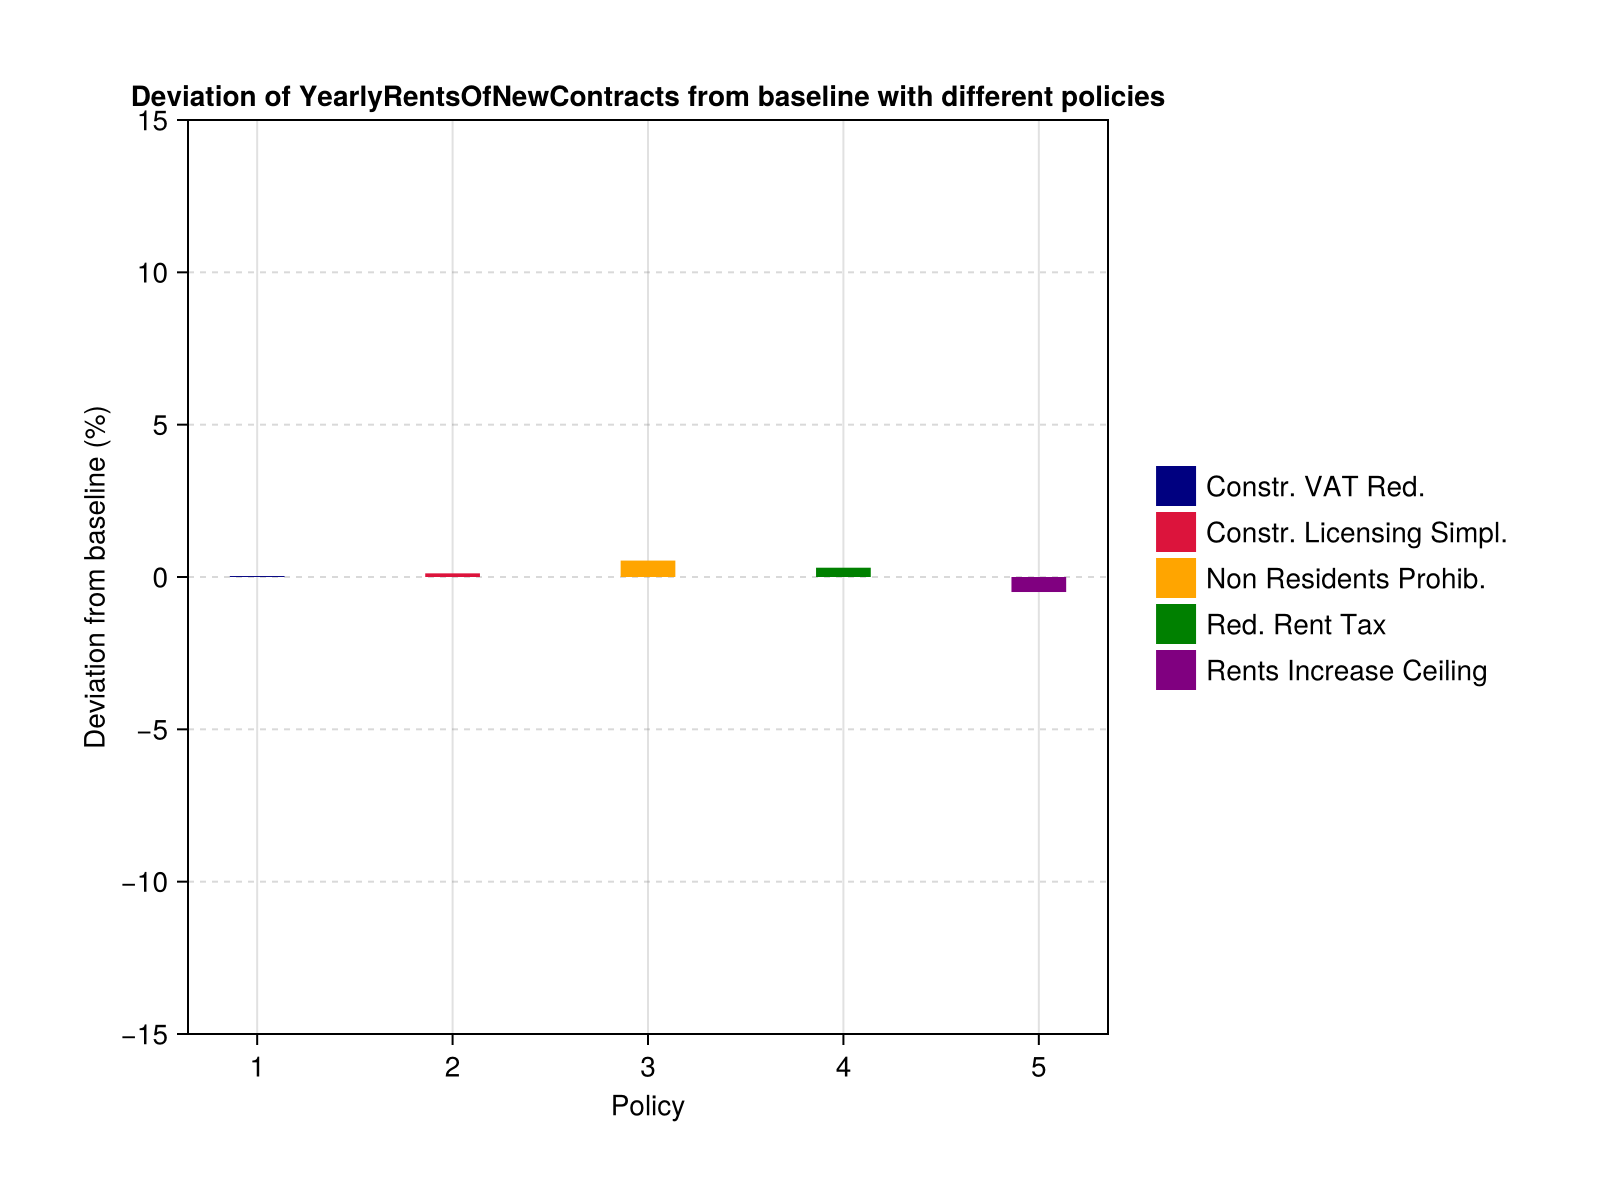 Deviation of YearlyRentsOfNewContracts from baseline with different policies
15
10
5
0
−5
−10
−15
Deviation from baseline (%)
1 2 3 4 5
Policy
Constr. VAT Red.
Constr. Licensing Simpl.
Non Residents Prohib.
Red. Rent Tax
Rents Increase Ceiling